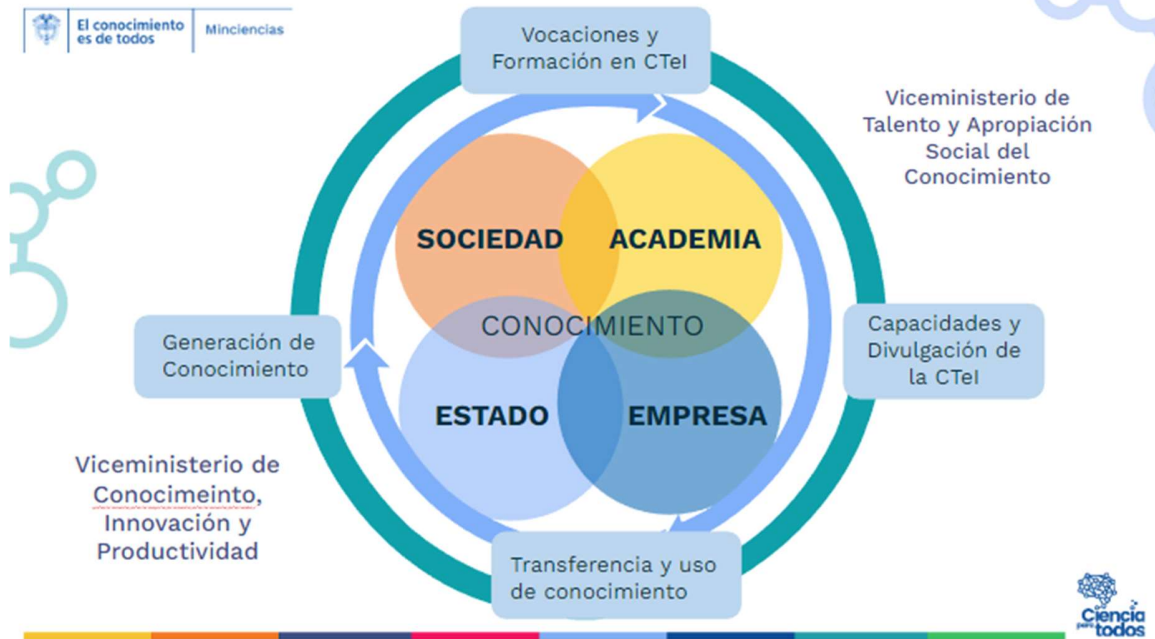 El conocimiento
es de todos
Minciencias
Vocaciones y
Formación en CTeI
Viceministerio de
Talento y Apropiación
Social del
Conocimiento
SOCIEDAD
ACADEMIA
CONOCIMIENTO
Generación de
Conocimiento
Capacidades y
Divulgación de
la CTeI
ESTADO
EMPRESA
Viceministerio de
Conocimeinto,
Innovación y
Productividad
Transferencia y uso
de conocimiento
Ciencia
para todos